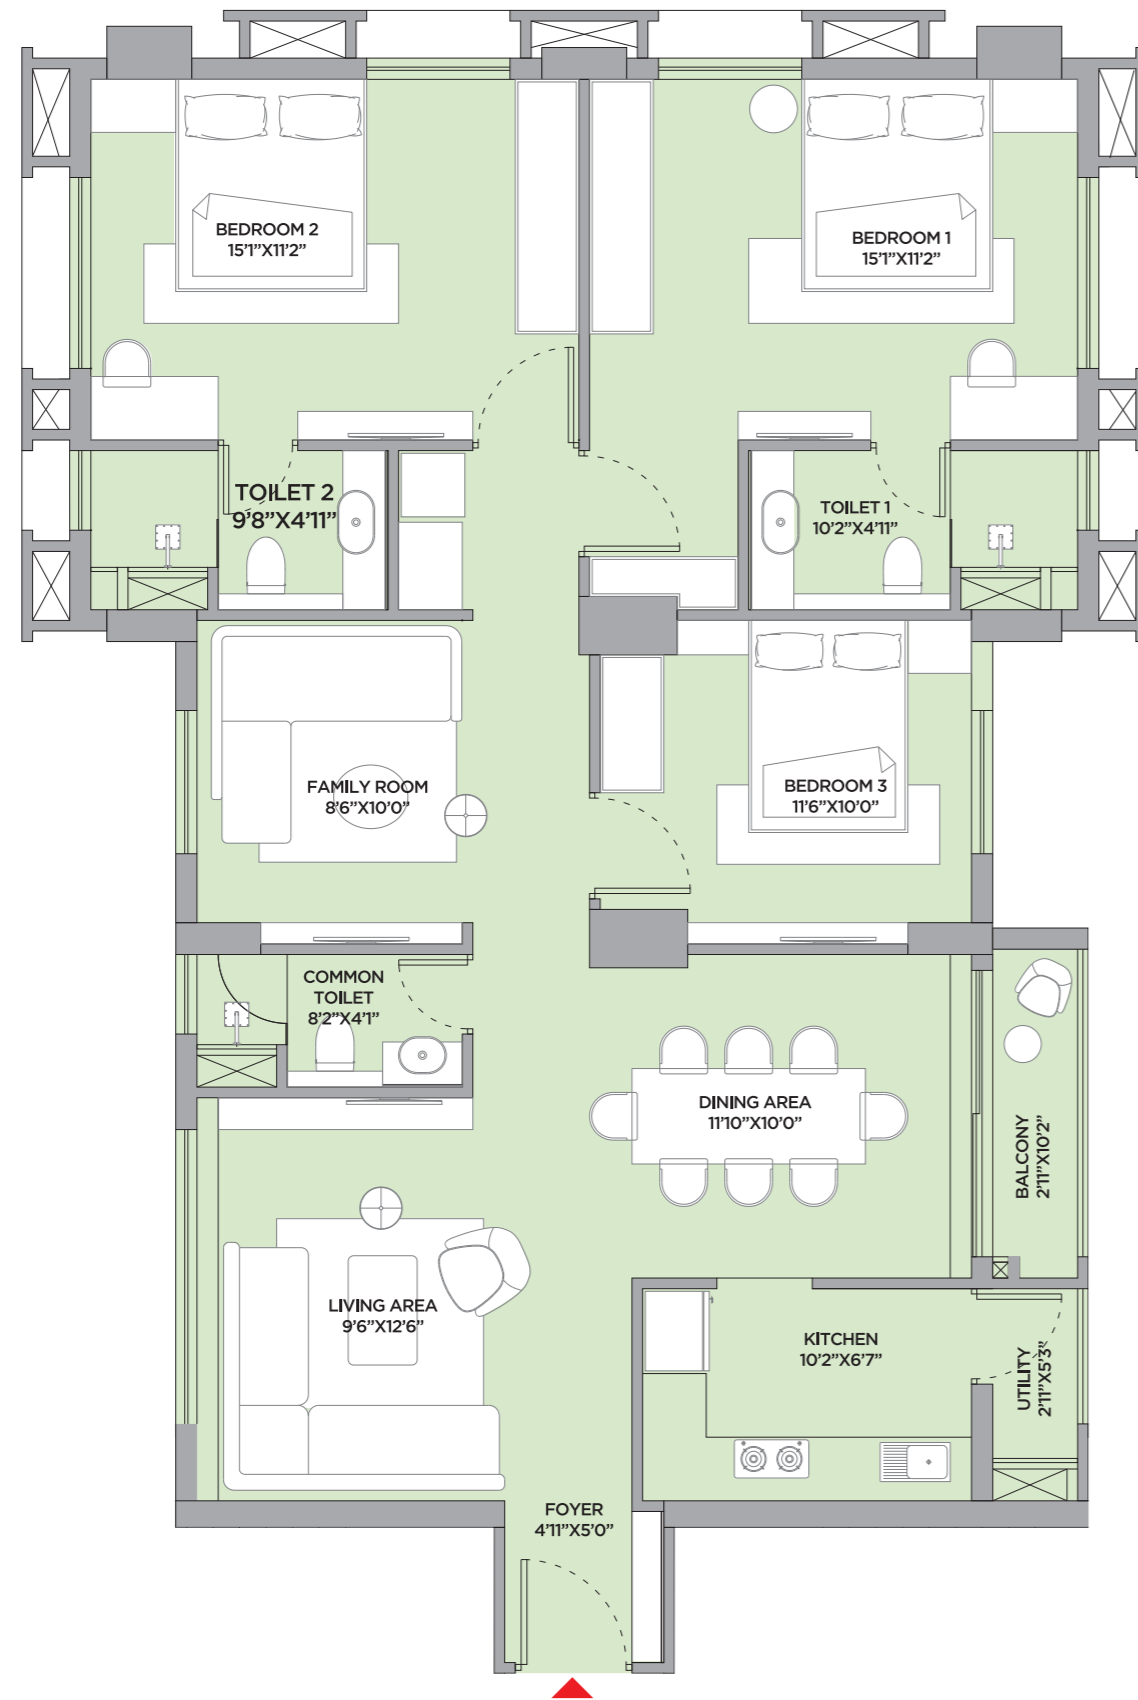 BEDROOM 2
15'1”X11'2”
BEDROOM 1
15'1”X11'2”
TOILET 2
9'8”X4'11”
TOILET 1
10'2”X4'11”
FAMILY ROOM
8'6”X10'0”
BEDROOM 3
11'6”X10'0”
COMMON
TOILET
8'2”X4'1”
DINING AREA
11'10”X10'0”
BALCONY
2'11”X10'2”
LIVING AREA
9'6”X12'6”
KITCHEN
10'2”X6'7”
UTILITY
2'11”X5'3”
FOYER
4'11”X5'0”